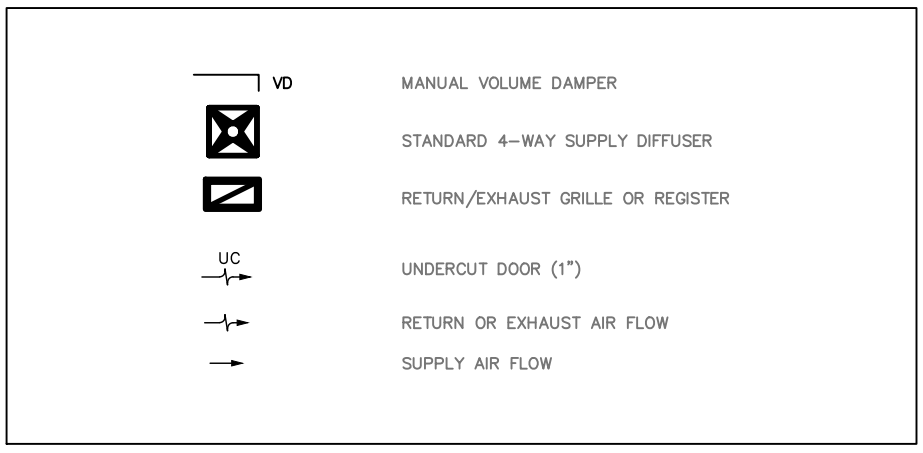 VD MANUAL VOLUME DAMPER
STANDARD 4-WAY SUPPLY DIFFUSER
RETURN/EXHAUST GRILLE OR REGISTER
UC UNDERCUT DOOR (1")
RETURN OR EXHAUST AIR FLOW
SUPPLY AIR FLOW